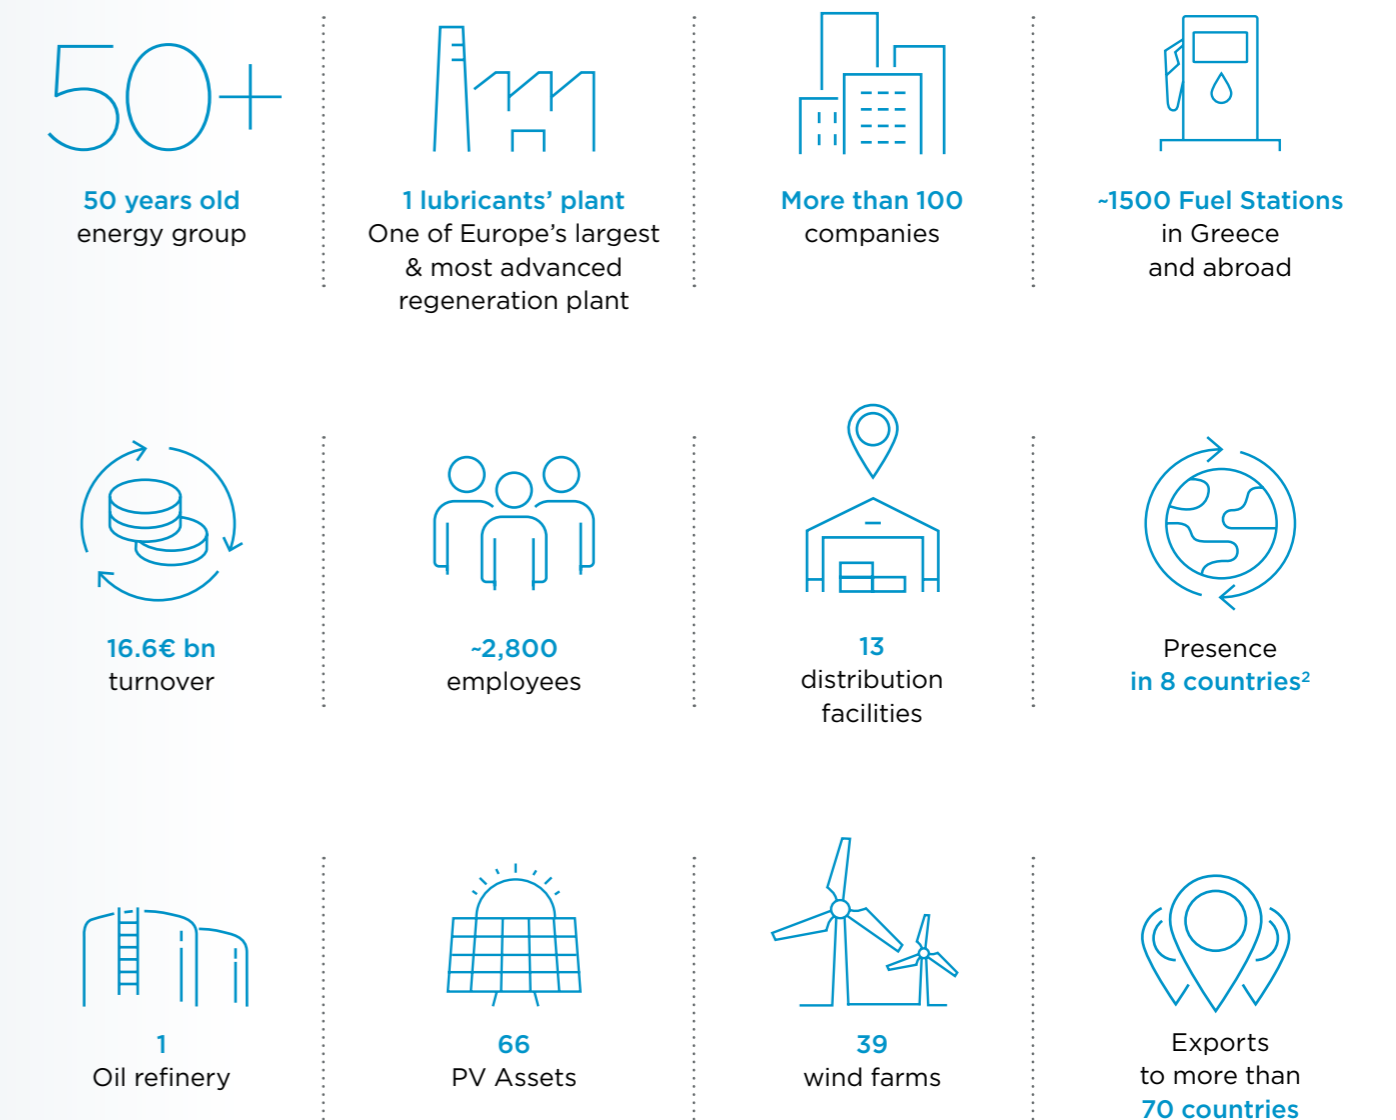 50+
50 years old
energy group
1 lubricants’ plant
One of Europe’s largest
& most advanced
regeneration plant
More than 100
companies
~1500 Fuel Stations
in Greece
and abroad
16.6€ bn
turnover
~2,800
employees
13
distribution
facilities
Presence
in 8 countries²
1
Oil refinery
66
PV Assets
39
wind farms
Exports
to more than
70 countries